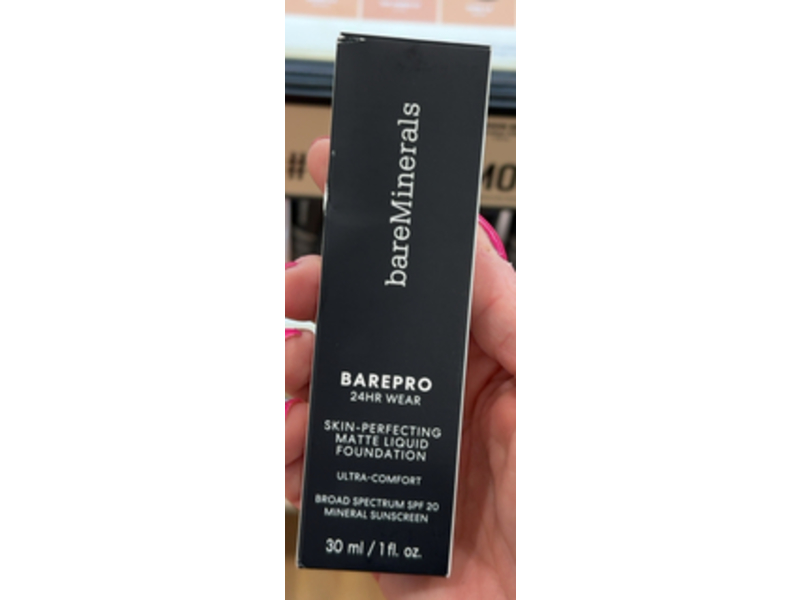 bareMinerals
BAREPRO
24HR WEAR
SKIN-PERFECTING
MATTE LIQUID
FOUNDATION
ULTRA-COMFORT
BROAD SPECTRUM SPF 20
MINERAL SUNSCREEN
30 ml / 1 fl. oz.
#